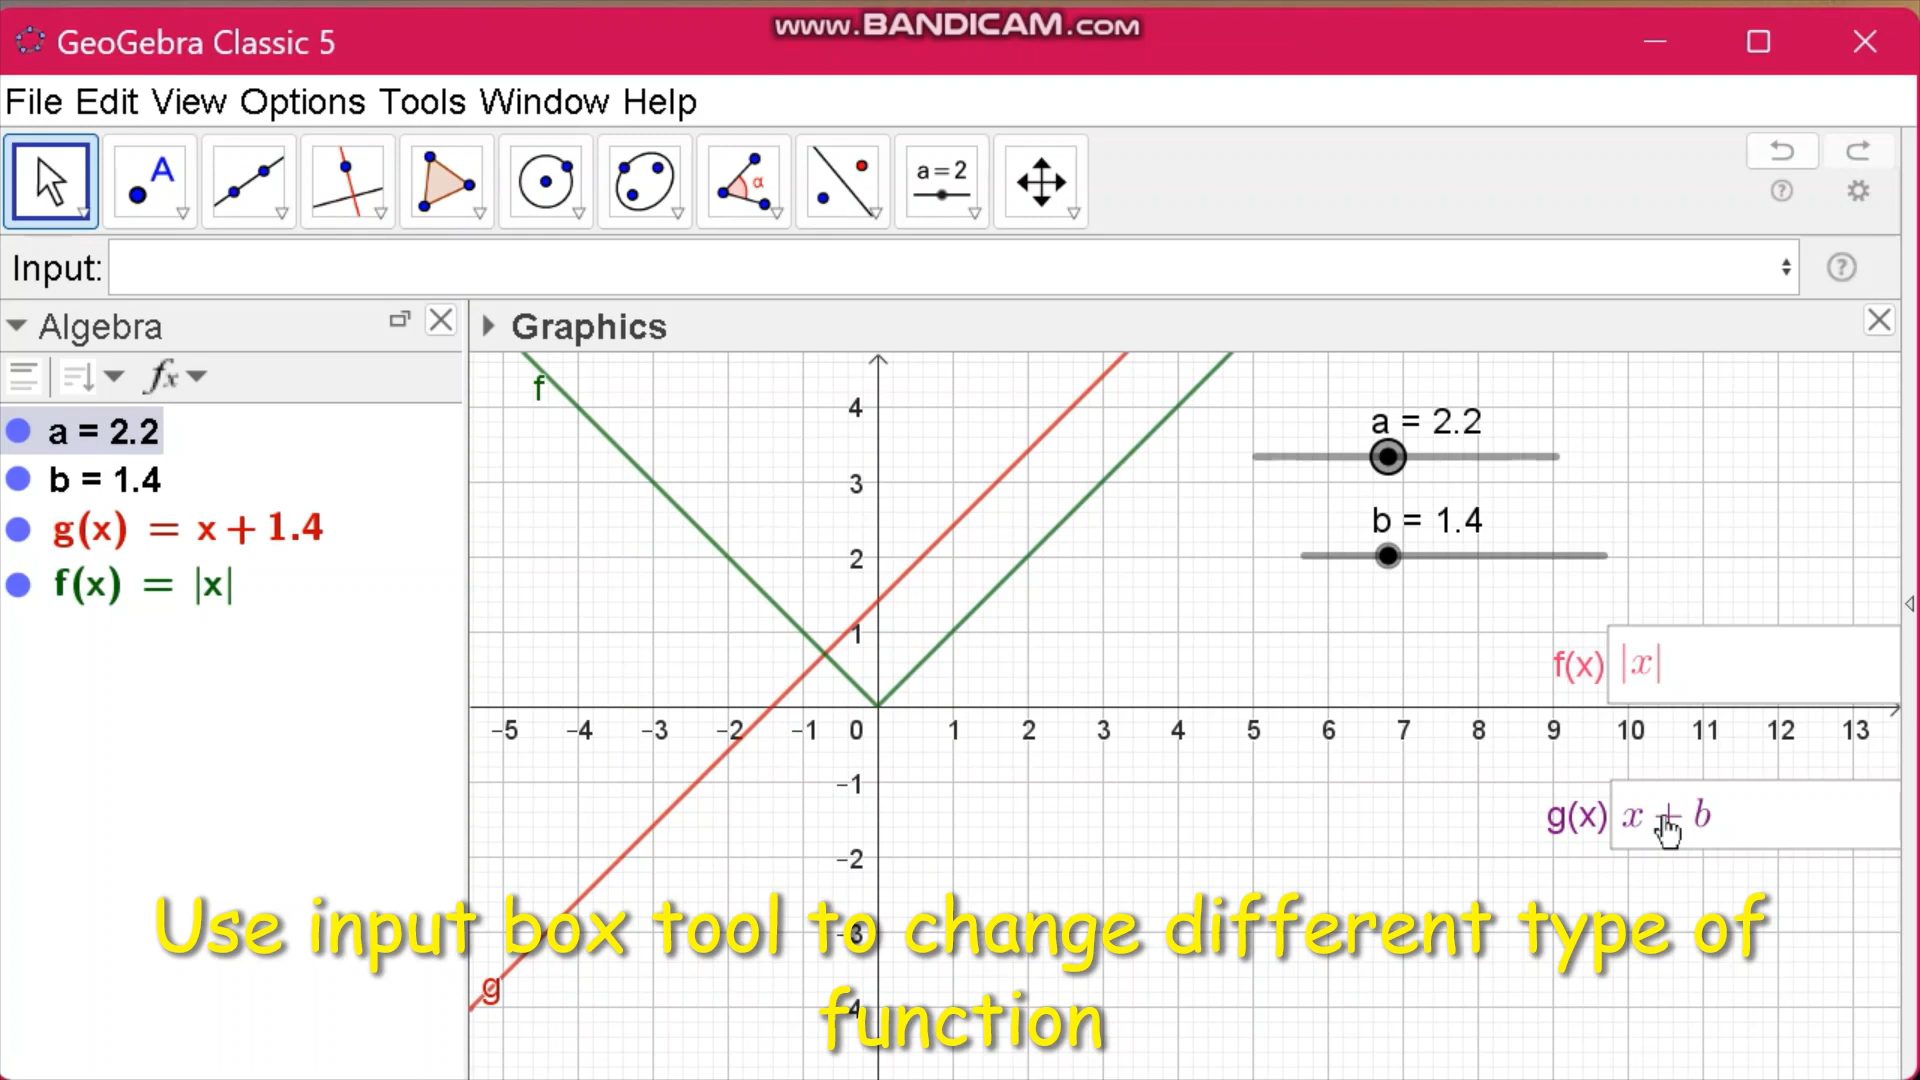 www.BANDICAM.com
GeoGebra Classic 5
File Edit View Options Tools Window Help
A
α
a = 2
Input:
Algebra
Graphics
fx
a = 2.2
b = 1.4
g(x) = x + 1.4
f(x) = |x|
f
4
3
2
1
a = 2.2
b = 1.4
f(x) |x|
–5 –4 –3 –2 –1 0 1 2 3 4 5 6 7 8 9 10 11 12 13
–1
g(x) x + b
–2
–3
–4
g
Use input box tool to change different type of
function